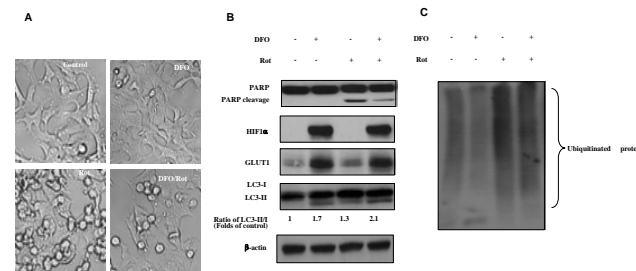 A
Control
DFO
Rot
DFO/Rot
B
DFO - + - +
Rot - - + +
PARP
PARP cleavage
HIF1α
GLUT1
LC3-I
LC3-II
Ratio of LC3-II/I 1 1.7 1.3 2.1
(Folds of control)
β-actin
C
DFO - + - +
Rot - - + +
Ubiquitinated prote